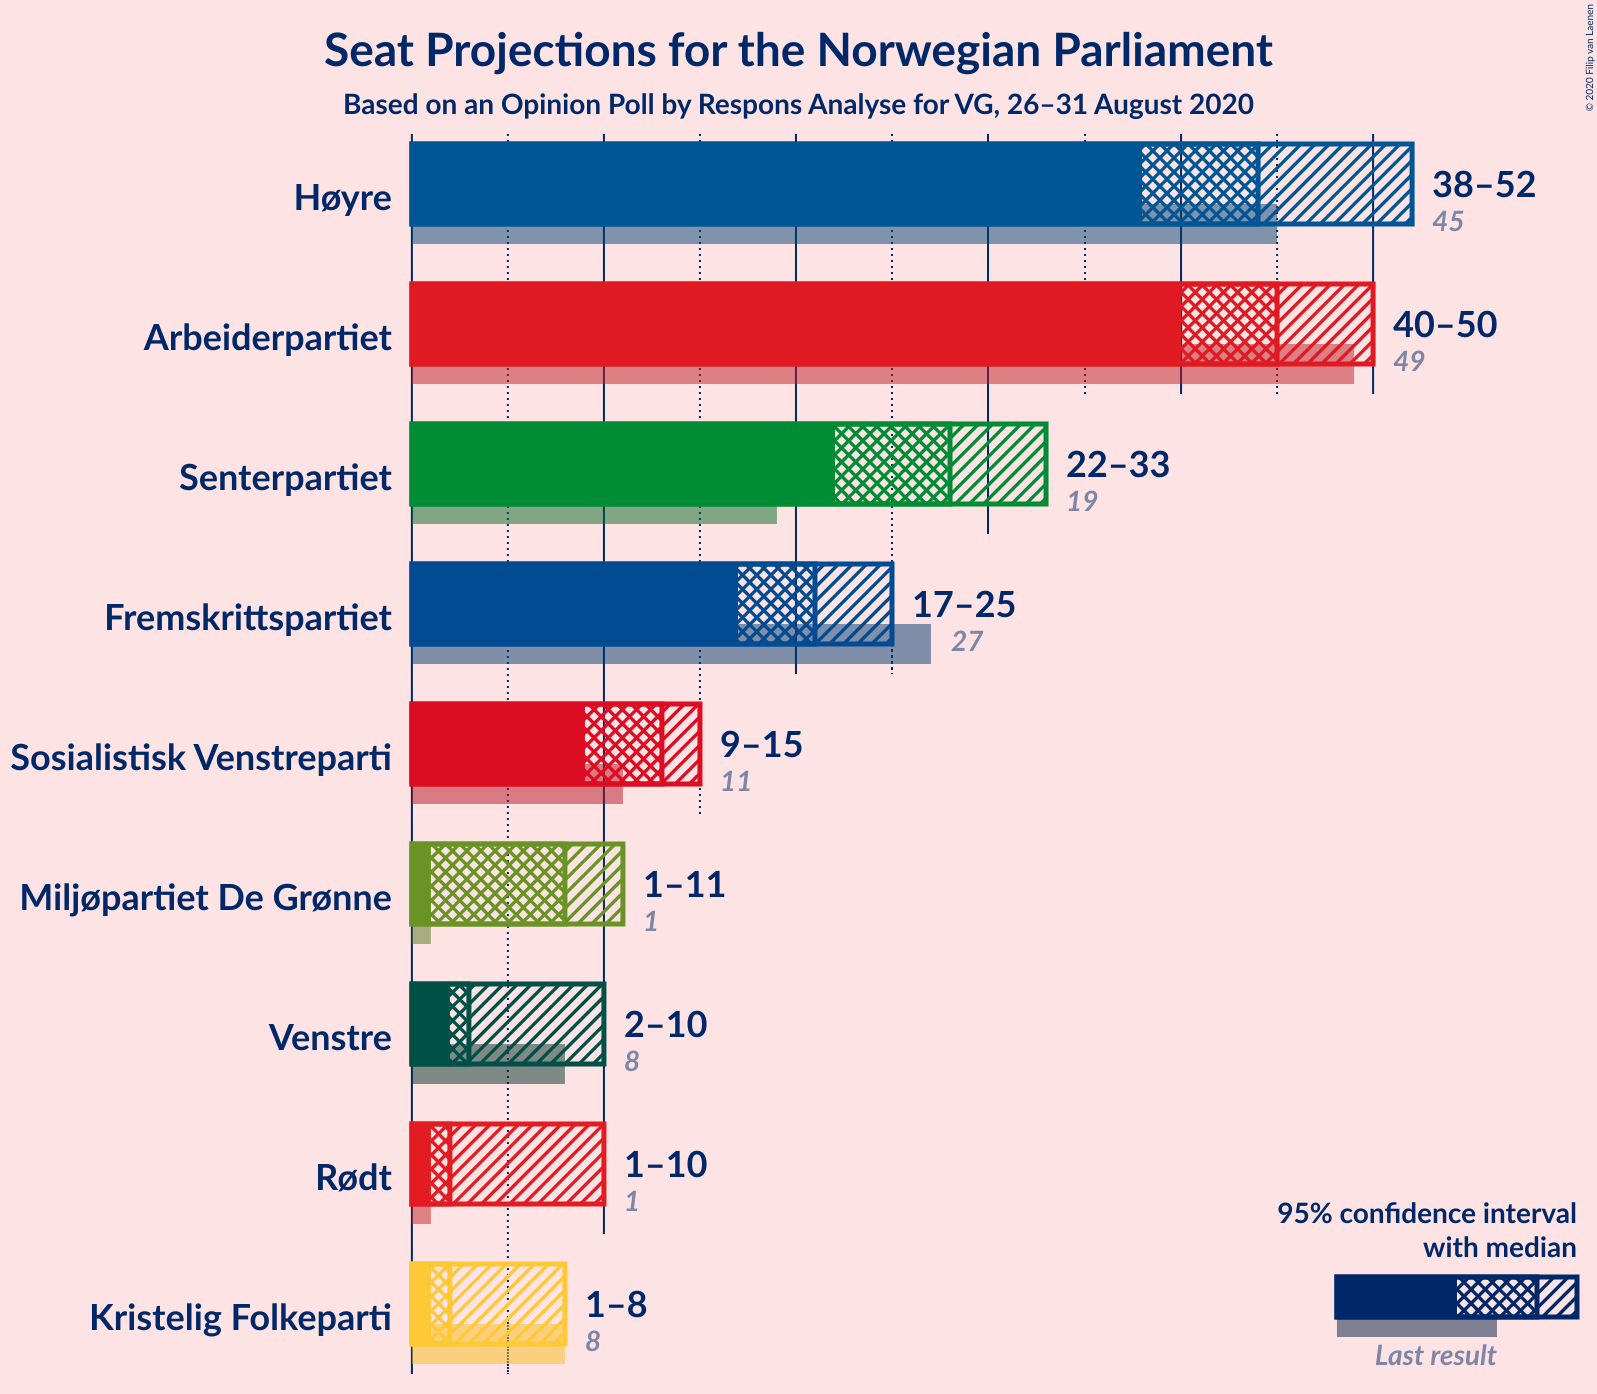 Seat Projections for the Norwegian Parliament
Based on an Opinion Poll by Respons Analyse for VG, 26–31 August 2020
© 2020 Filip van Laenen
Høyre
38–52
45
Arbeiderpartiet
40–50
49
Senterpartiet
22–33
19
Fremskrittspartiet
17–25
27
Sosialistisk Venstreparti
9–15
11
Miljøpartiet De Grønne
1–11
1
Venstre
2–10
8
Rødt
1–10
1
Kristelig Folkeparti
1–8
8
95% confidence interval
with median
Last result